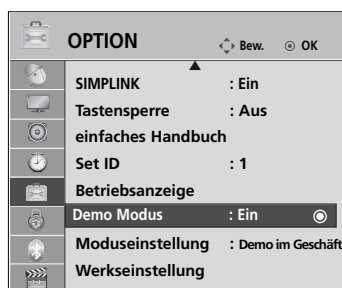 OPTION Bew. OK
SIMPLINK : Ein
Tastensperre : Aus
einfaches Handbuch
Set ID : 1
Betriebsanzeige
Demo Modus : Ein
Moduseinstellung : Demo im Geschäft
Werkseinstellung